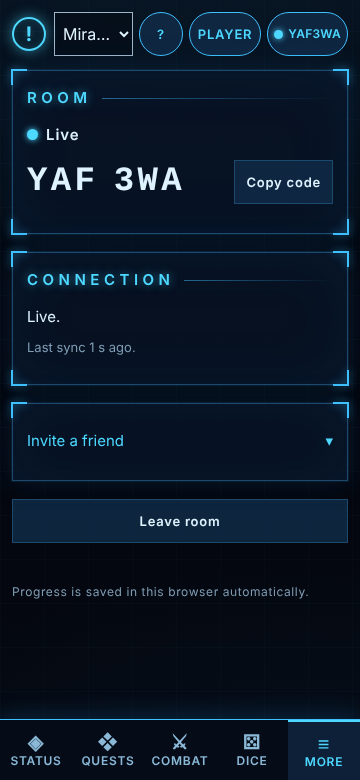 !
Mira...
?
PLAYER
YAF3WA
ROOM
Live
YAF 3WA
Copy code
CONNECTION
Live.
Last sync 1 s ago.
Invite a friend
Leave room
Progress is saved in this browser automatically.
STATUS
QUESTS
COMBAT
DICE
MORE